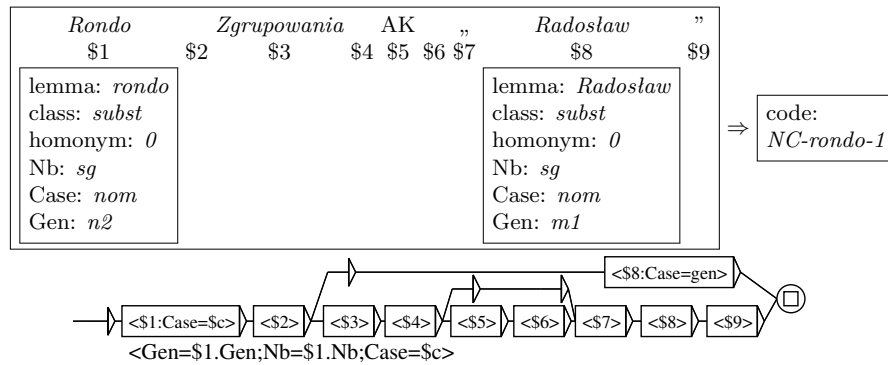 Rondo Zgrupowania AK „ Radosław ”
$1 $2 $3 $4 $5 $6 $7 $8 $9
lemma: rondo
class: subst
homonym: 0
Nb: sg
Case: nom
Gen: n2
lemma: Radosław
class: subst
homonym: 0
Nb: sg
Case: nom
Gen: m1
⇒
code:
NC-rondo-1
<$8:Case=gen>
<$1:Case=$c> <$2> <$3> <$4> <$5> <$6> <$7> <$8> <$9>
<Gen=$1.Gen;Nb=$1.Nb;Case=$c>